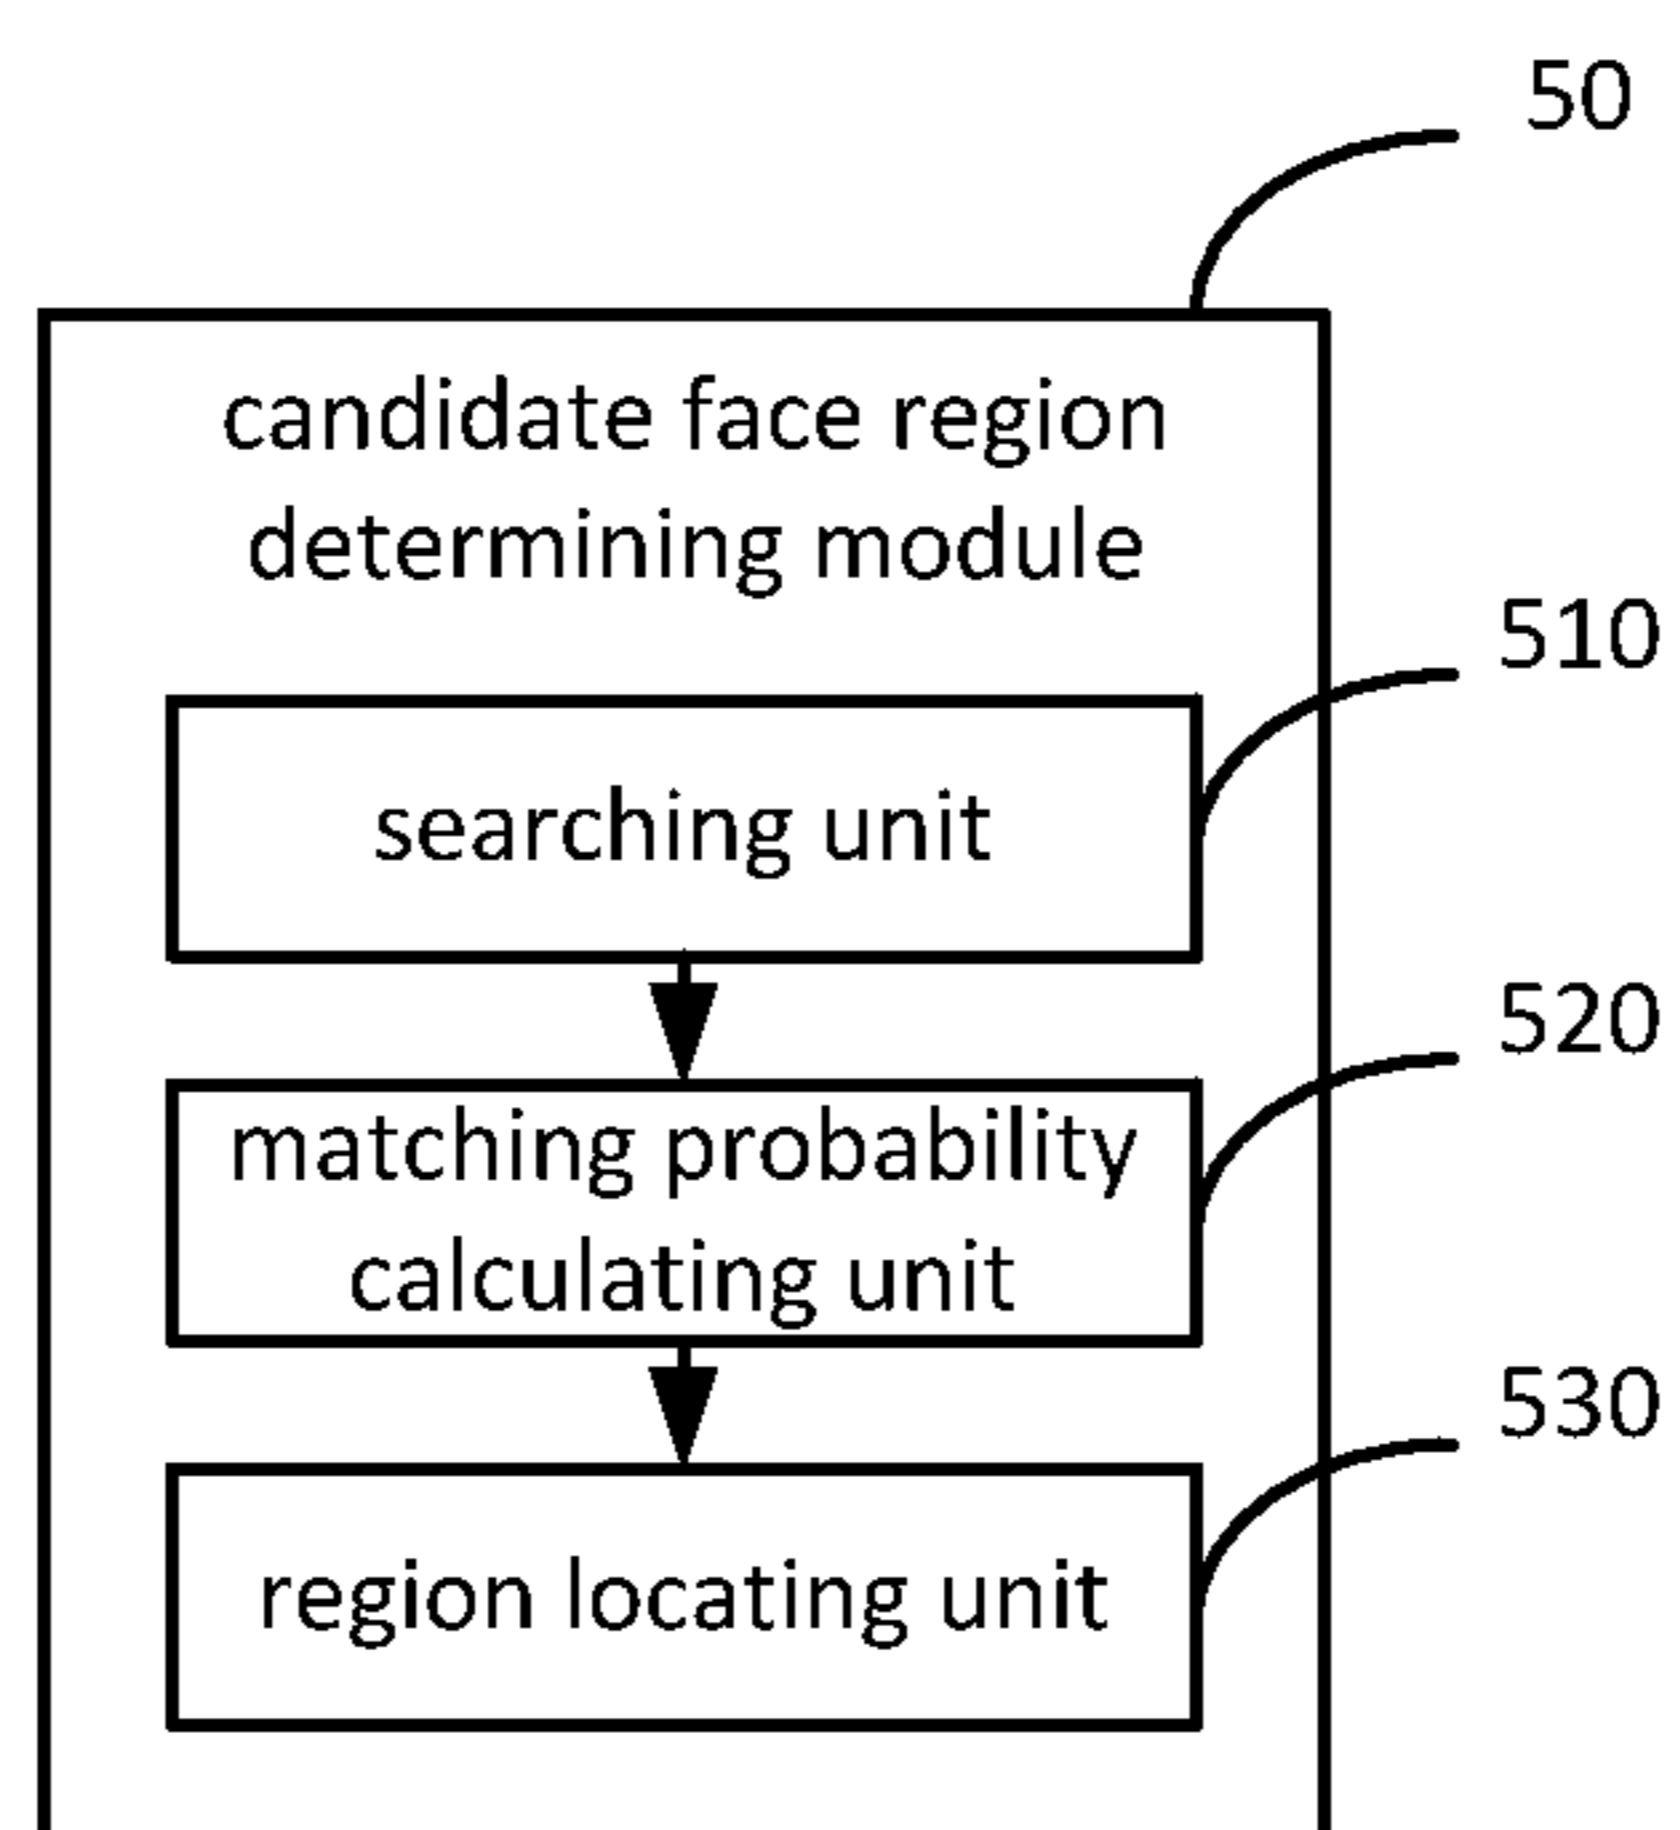 50
candidate face region
determining module
510
searching unit
520
matching probability
calculating unit
530
region locating unit